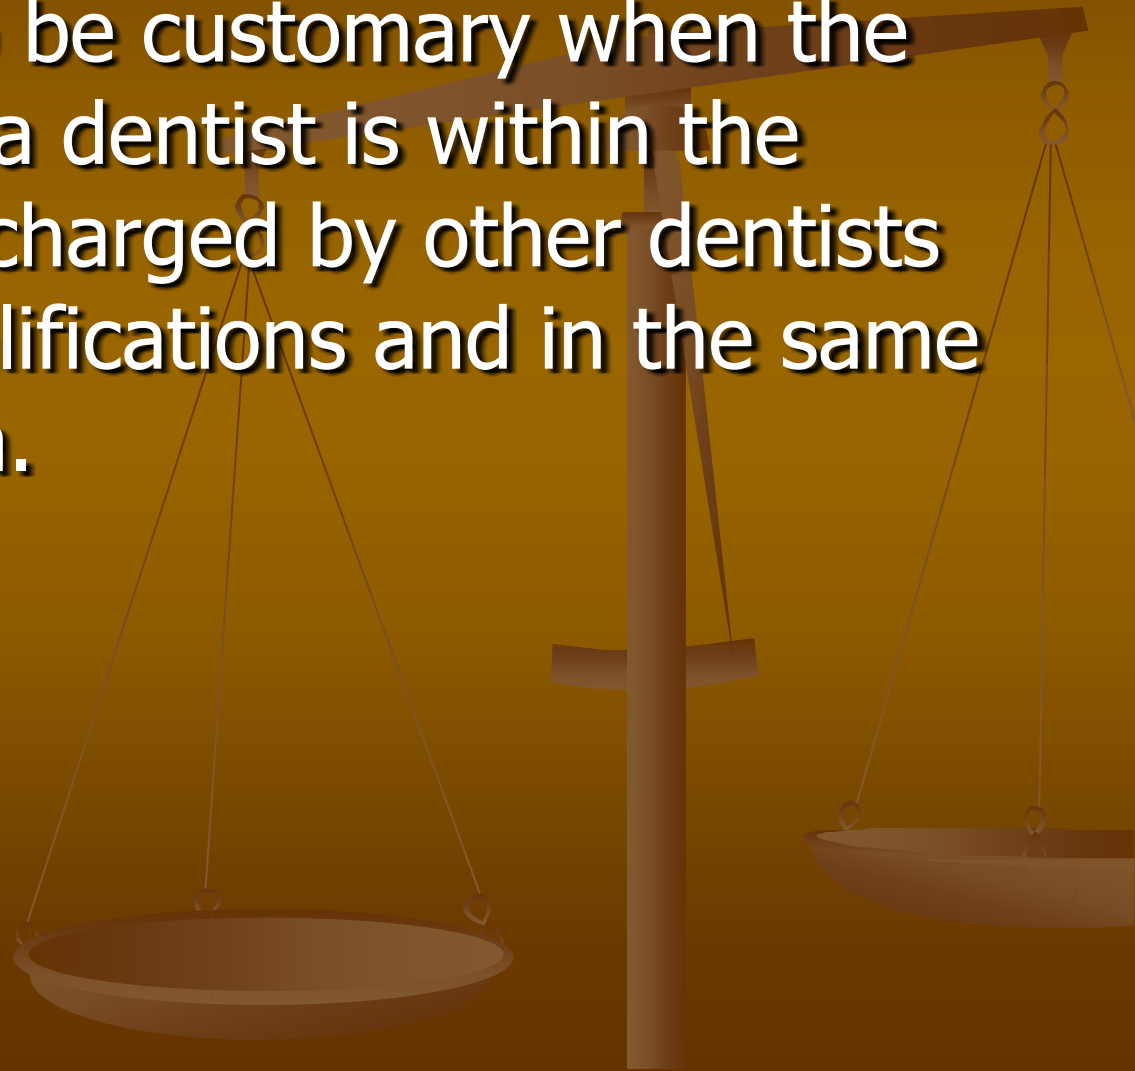 be customary when the
a dentist is within the
charged by other dentists
lifications and in the same
.